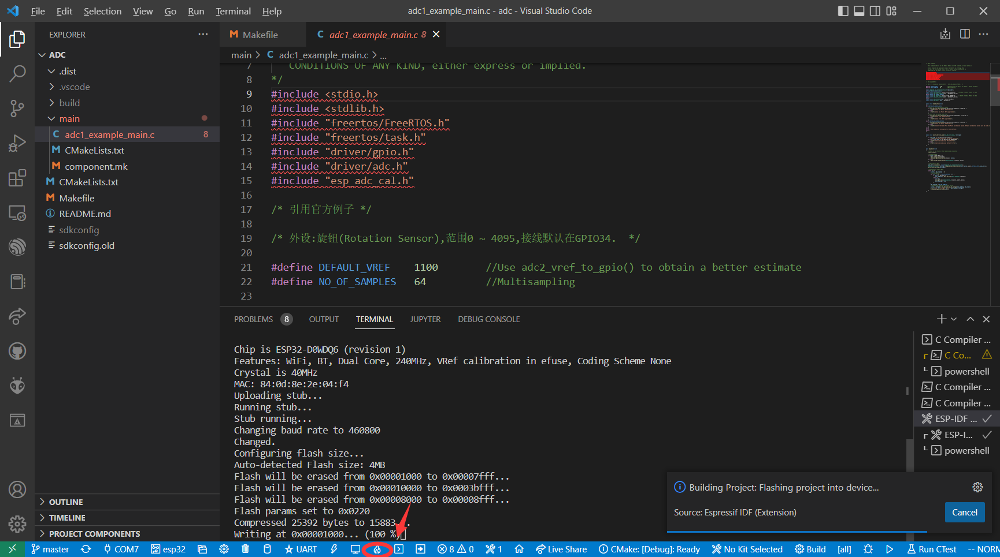 File Edit Selection View Go Run Terminal Help
adc1_example_main.c - adc - Visual Studio Code
EXPLORER
ADC
.dist
.vscode
build
main
adc1_example_main.c 8
CMakeLists.txt
component.mk
CMakeLists.txt
Makefile
README.md
sdkconfig
sdkconfig.old
OUTLINE
TIMELINE
PROJECT COMPONENTS
Makefile
adc1_example_main.c 8
main > C adc1_example_main.c > ...
7 CONDITIONS OF ANY KIND, either express or implied.
8 */
9 #include <stdio.h>
10 #include <stdlib.h>
11 #include "freertos/FreeRTOS.h"
12 #include "freertos/task.h"
13 #include "driver/gpio.h"
14 #include "driver/adc.h"
15 #include "esp_adc_cal.h"
16
17 /* 引用官方例子 */
18
19 /* 外设:旋钮(Rotation Sensor),范围0 ~ 4095,接线默认在GPIO34. */
20
21 #define DEFAULT_VREF 1100 //Use adc2_vref_to_gpio() to obtain a better estimate
22 #define NO_OF_SAMPLES 64 //Multisampling
23
PROBLEMS 8 OUTPUT TERMINAL JUPYTER DEBUG CONSOLE
Chip is ESP32-D0WDQ6 (revision 1)
Features: WiFi, BT, Dual Core, 240MHz, VRef calibration in efuse, Coding Scheme None
Crystal is 40MHz
MAC: 84:0d:8e:2e:04:f4
Uploading stub...
Running stub...
Stub running...
Changing baud rate to 460800
Changed.
Configuring flash size...
Auto-detected Flash size: 4MB
Flash will be erased from 0x00001000 to 0x00007fff...
Flash will be erased from 0x00010000 to 0x0003bfff...
Flash will be erased from 0x00008000 to 0x00008fff...
Flash params set to 0x0220
Compressed 25392 bytes to 15883...
Writing at 0x00001000... (100 %)
C Compiler ...
C Co...
powershell
C Compiler ...
C Compiler ...
ESP-IDF ...
ESP-I...
powershell
Building Project: Flashing project into device...
Source: Espressif IDF (Extension)
Cancel
master COM7 esp32 UART 8 0 1 Live Share CMake: [Debug]: Ready No Kit Selected Build [all] Run CTest -- NORM